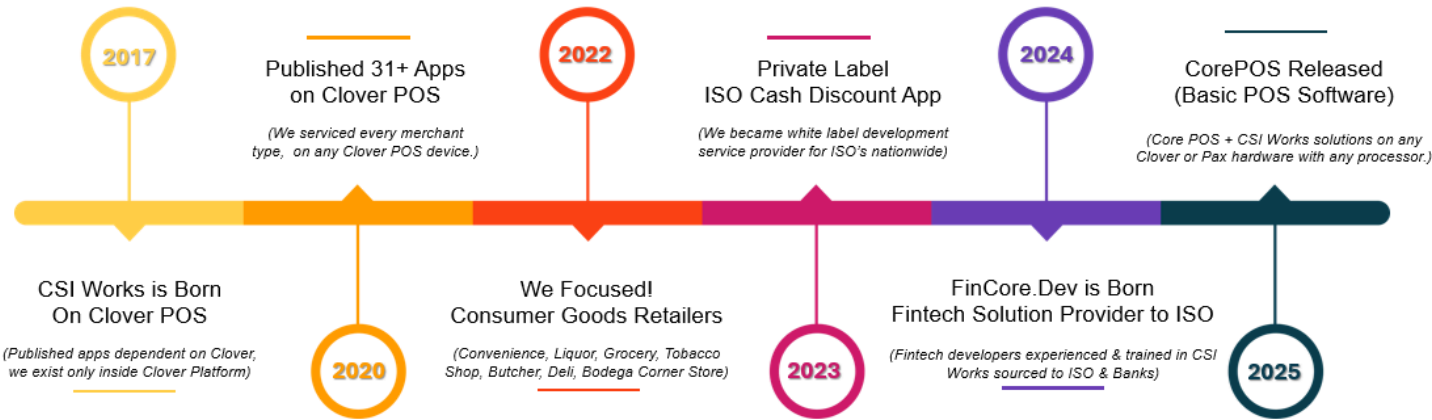 2017
CSI Works is Born
On Clover POS
(Published apps dependent on Clover,
we exist only inside Clover Platform)
Published 31+ Apps
on Clover POS
(We serviced every merchant
type, on any Clover POS device.)
2020
2022
We Focused!
Consumer Goods Retailers
(Convenience, Liquor, Grocery, Tobacco
Shop, Butcher, Deli, Bodega Corner Store)
Private Label
ISO Cash Discount App
(We became white label development
service provider for ISO's nationwide)
2023
2024
FinCore.Dev is Born
Fintech Solution Provider to ISO
(Fintech developers experienced & trained in CSI
Works sourced to ISO & Banks)
CorePOS Released
(Basic POS Software)
(Core POS + CSI Works solutions on any
Clover or Pax hardware with any processor.)
2025